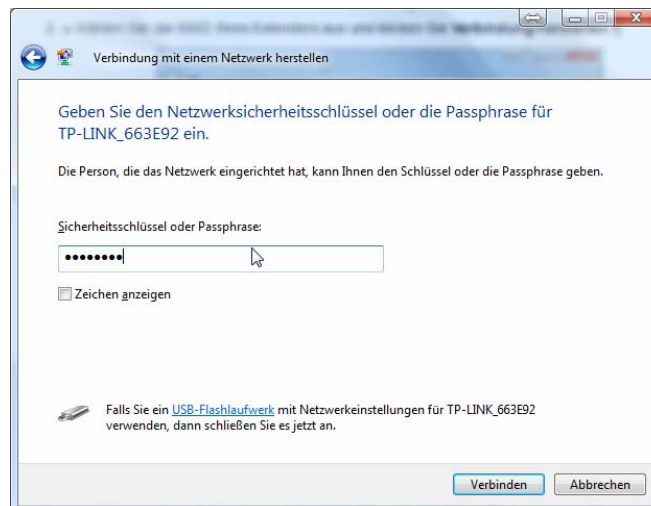 Verbindung mit einem Netzwerk herstellen
Geben Sie den Netzwerksicherheitsschlüssel oder die Passphrase für
TP-LINK_663E92 ein.
Die Person, die das Netzwerk eingerichtet hat, kann Ihnen den Schlüssel oder die Passphrase geben.
Sicherheitsschlüssel oder Passphrase:
••••••••
Zeichen anzeigen
Falls Sie ein USB-Flashlaufwerk mit Netzwerkeinstellungen für TP-LINK_663E92
verwenden, dann schließen Sie es jetzt an.
Verbinden
Abbrechen